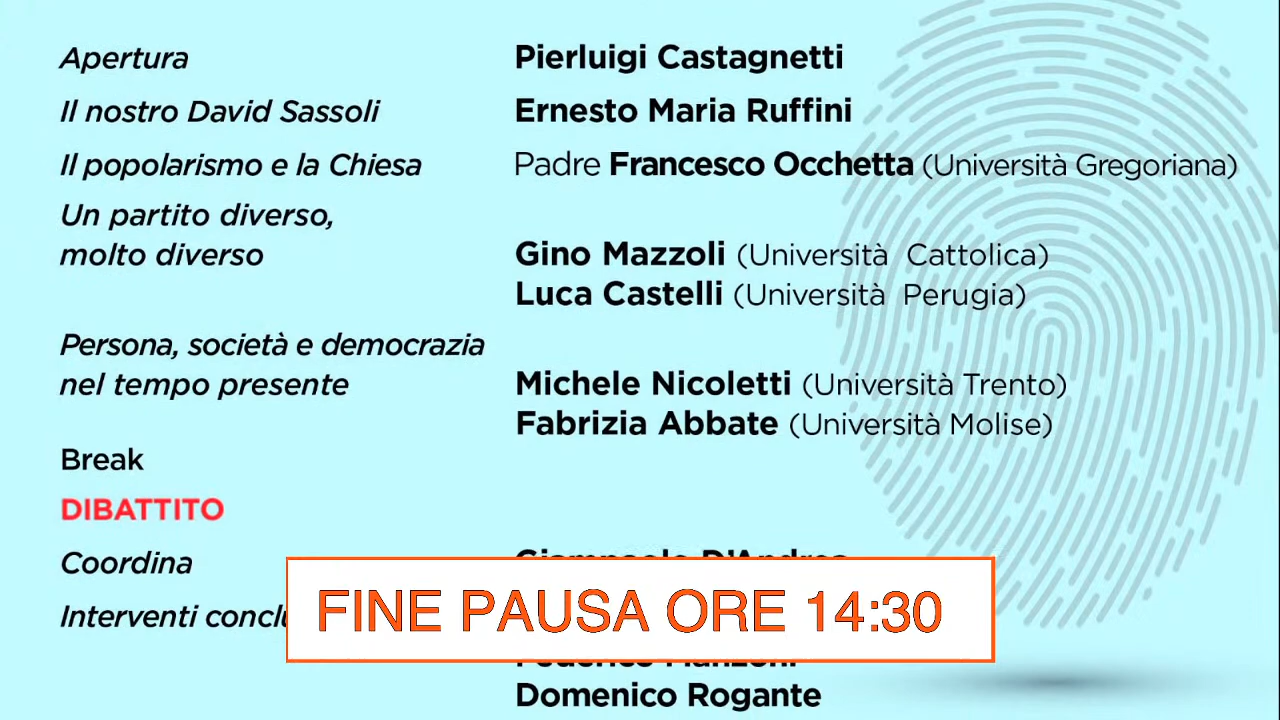 Apertura Pierluigi Castagnetti
Il nostro David Sassoli Ernesto Maria Ruffini
Il popolarismo e la Chiesa Padre Francesco Occhetta (Università Gregoriana)
Un partito diverso,
molto diverso Gino Mazzoli (Università Cattolica)
Luca Castelli (Università Perugia)
Persona, società e democrazia
nel tempo presente Michele Nicoletti (Università Trento)
Fabrizia Abbate (Università Molise)
Break
DIBATTITO
Coordina Giampaolo D'Andrea
Interventi
FINE PAUSA ORE 14:30
Domenico Rogante